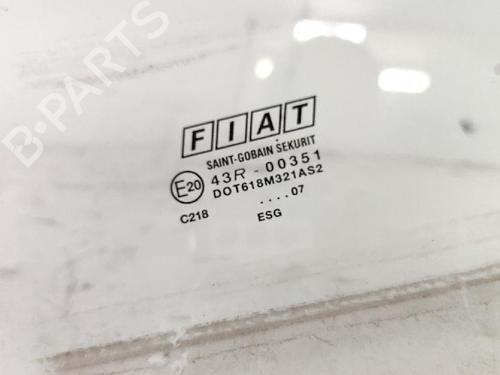 B-PARTS
FIAT
SAINT-GOBAIN SEKURIT
E20 43R - 00351
DOT618M321AS2
C218 ....07
ESG